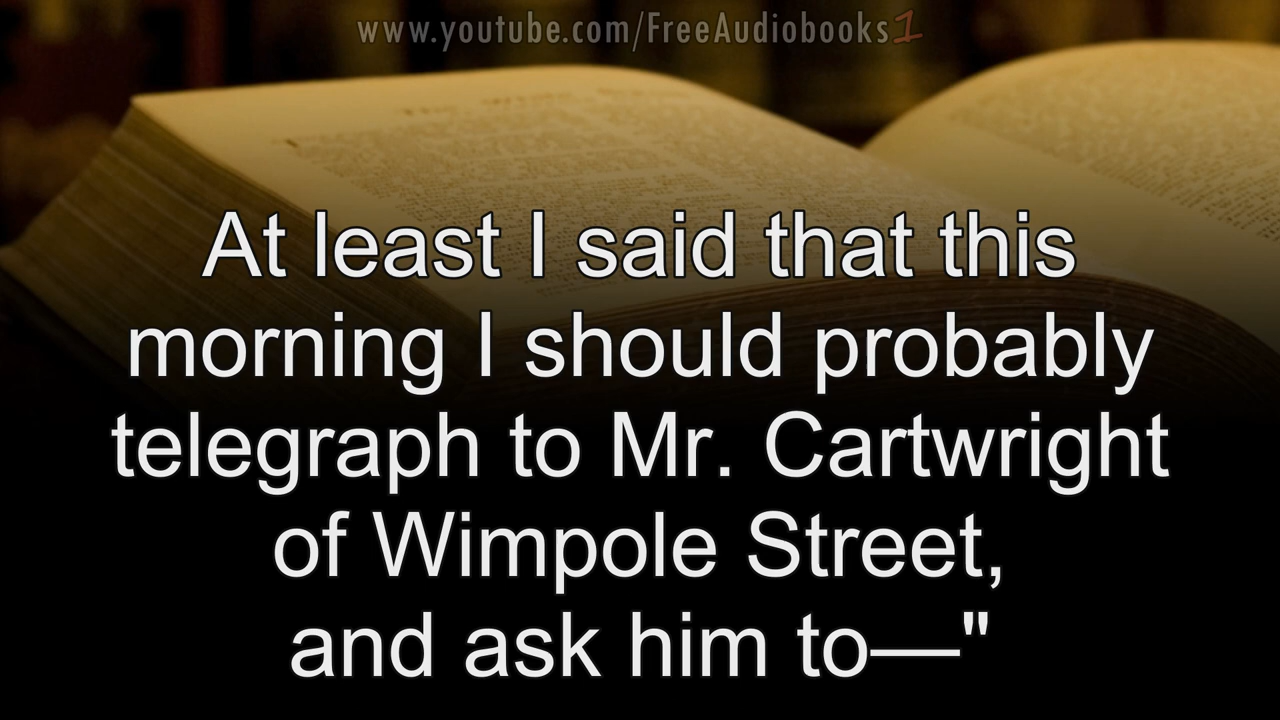 www.youtube.com/FreeAudiobooks1
At least I said that this
morning I should probably
telegraph to Mr. Cartwright
of Wimpole Street,
and ask him to—"